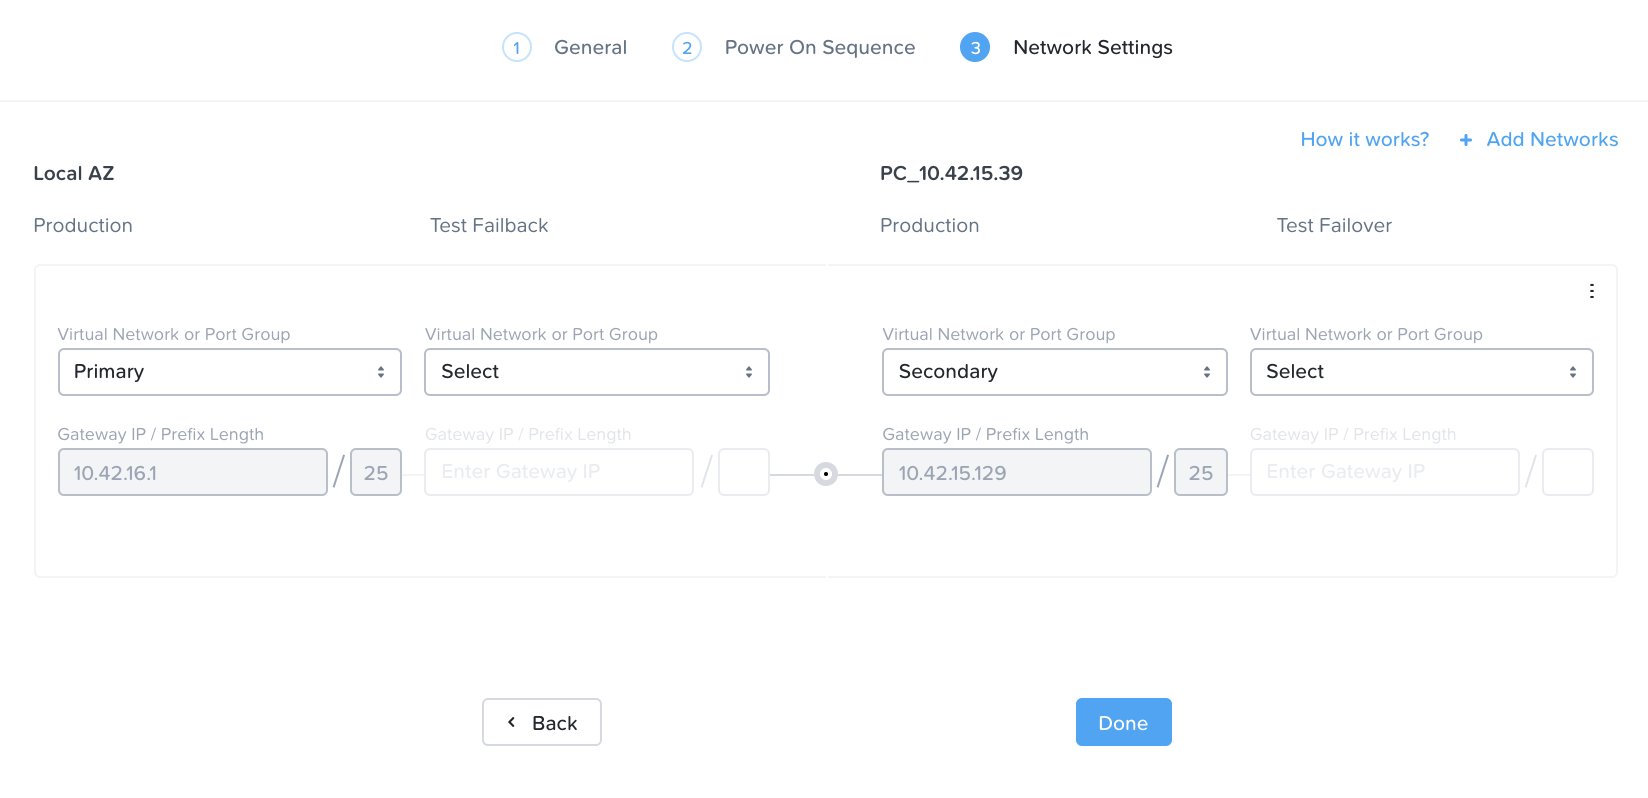 1 General 2 Power On Sequence 3 Network Settings
How it works? + Add Networks
Local AZ PC_10.42.15.39
Production Test Failback Production Test Failover
Virtual Network or Port Group Virtual Network or Port Group Virtual Network or Port Group Virtual Network or Port Group
Primary Select Secondary Select
Gateway IP / Prefix Length Gateway IP / Prefix Length Gateway IP / Prefix Length Gateway IP / Prefix Length
10.42.16.1 / 25 Enter Gateway IP / 10.42.15.129 / 25 Enter Gateway IP /
Back Done